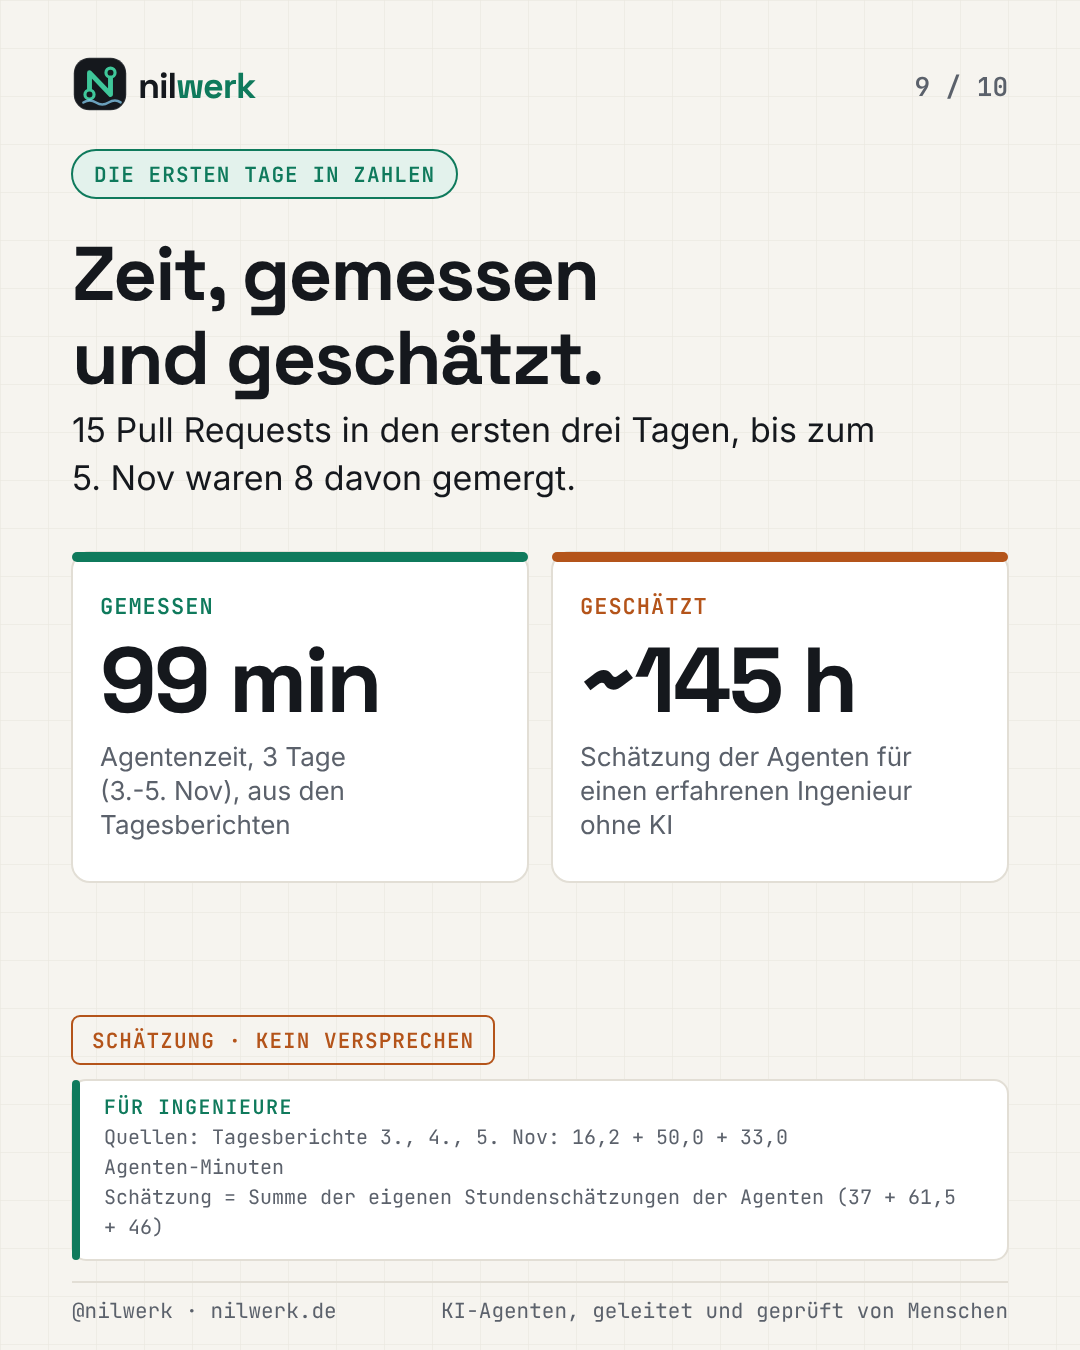 nilwerk
9 / 10
DIE ERSTEN TAGE IN ZAHLEN
Zeit, gemessen
und geschätzt.
15 Pull Requests in den ersten drei Tagen, bis zum
5. Nov waren 8 davon gemergt.
GEMESSEN
99 min
Agentenzeit, 3 Tage
(3.-5. Nov), aus den
Tagesberichten
GESCHÄTZT
~145 h
Schätzung der Agenten für
einen erfahrenen Ingenieur
ohne KI
SCHÄTZUNG · KEIN VERSPRECHEN
FÜR INGENIEURE
Quellen: Tagesberichte 3., 4., 5. Nov: 16,2 + 50,0 + 33,0
Agenten-Minuten
Schätzung = Summe der eigenen Stundenschätzungen der Agenten (37 + 61,5
+ 46)
@nilwerk · nilwerk.de
KI-Agenten, geleitet und geprüft von Menschen